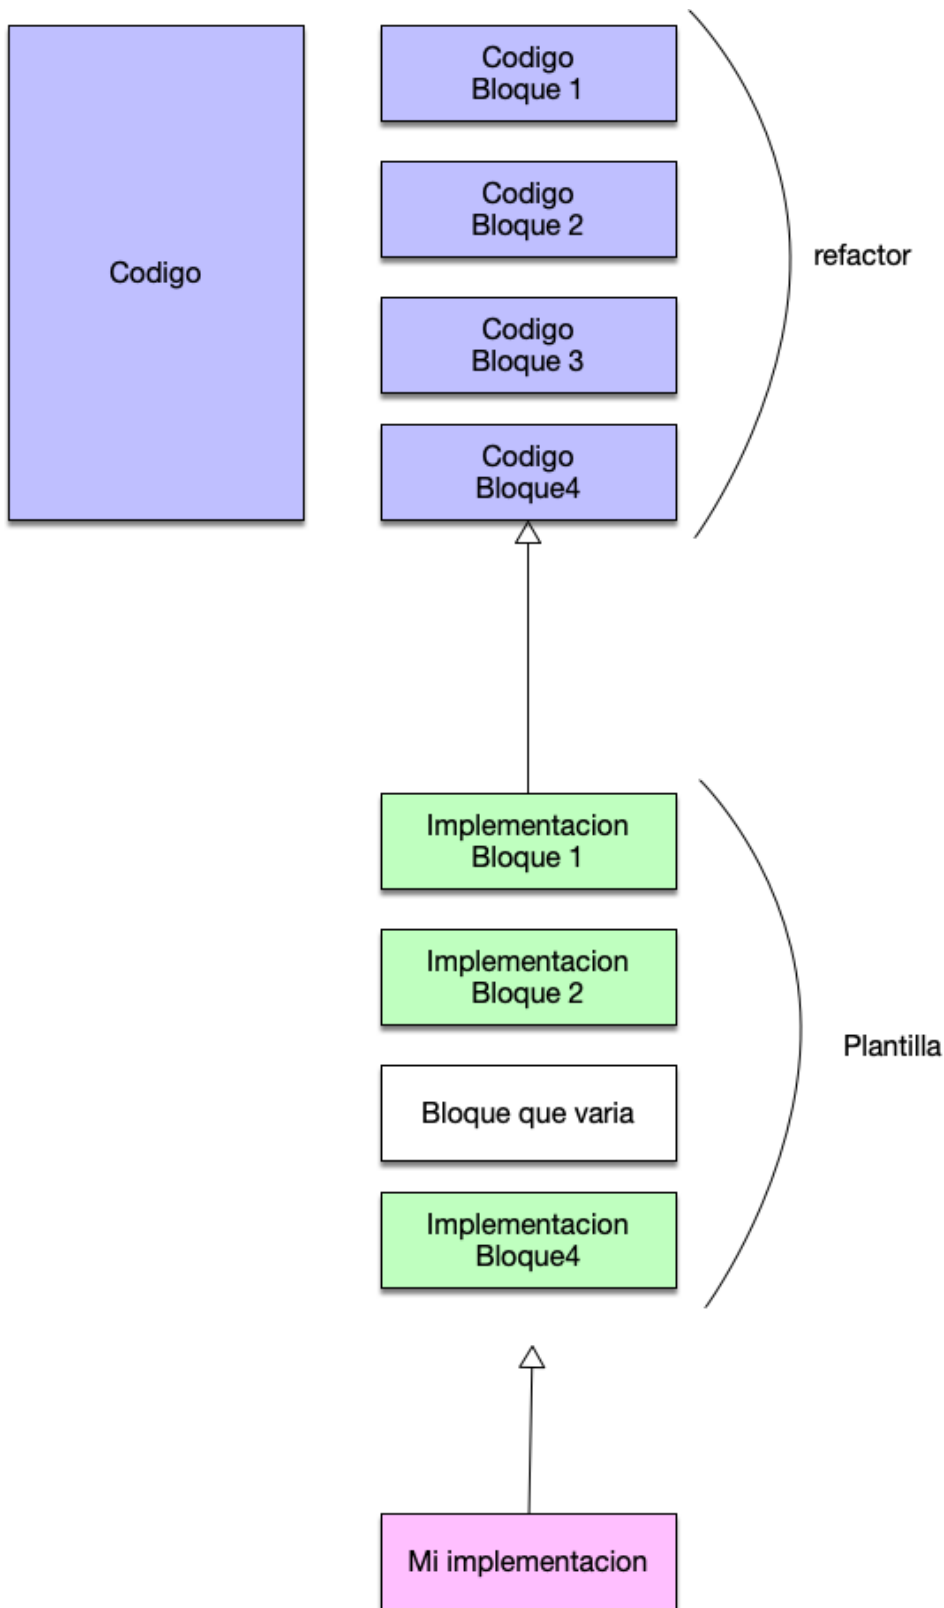 Codigo
Codigo
Bloque 1
Codigo
Bloque 2
Codigo
Bloque 3
Codigo
Bloque4
refactor
Implementacion
Bloque 1
Implementacion
Bloque 2
Bloque que varia
Implementacion
Bloque4
Plantilla
Mi implementacion